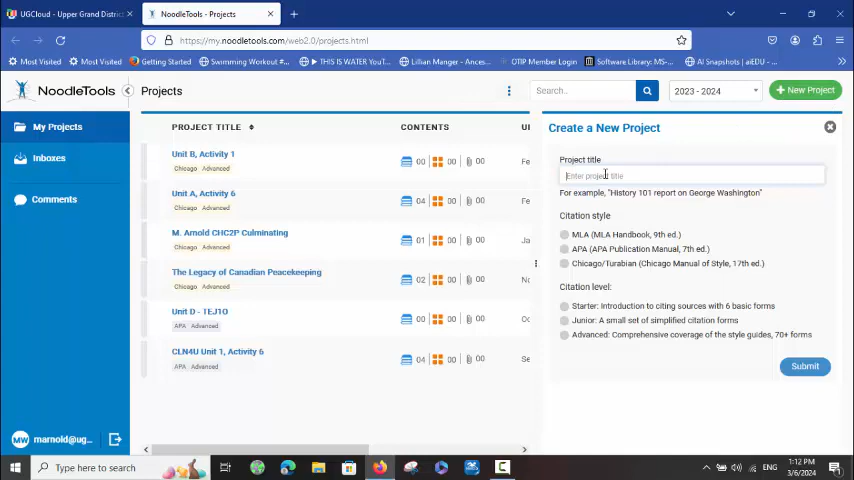 UGCloud - Upper Grand Distri
NoodleTools - Projects
https://my.noodletools.com/web2.0/projects.html
Most Visited
Most Visited
Getting Started
Swimming Workout #...
THIS IS WATER YouT...
Lillian Manger - Ances...
OTIP Member Login
Software Library: MS-...
AI Snapshots | aiEDU -...
NoodleTools
Projects
Search...
2023 - 2024
New Project
My Projects
Inboxes
Comments
PROJECT TITLE
CONTENTS
Unit B, Activity 1
Chicago Advanced
00 00 00
Fe
Unit A, Activity 6
Chicago Advanced
04 00 00
Fe
M. Arnold CHC2P Culminating
Chicago Advanced
01 00 00
Ja
The Legacy of Canadian Peacekeeping
Chicago Advanced
02 00 00
No
Unit D - TEJ1O
APA Advanced
00 00 00
Oc
CLN4U Unit 1, Activity 6
APA Advanced
04 00 00
Se
Create a New Project
Project title
Enter project title
For example, "History 101 report on George Washington"
Citation style
MLA (MLA Handbook, 9th ed.)
APA (APA Publication Manual, 7th ed.)
Chicago/Turabian (Chicago Manual of Style, 17th ed.)
Citation level:
Starter: Introduction to citing sources with 6 basic forms
Junior: A small set of simplified citation forms
Advanced: Comprehensive coverage of the style guides, 70+ forms
Submit
MW
marnold@ug...
Type here to search
ENG
1:12 PM
3/6/2024